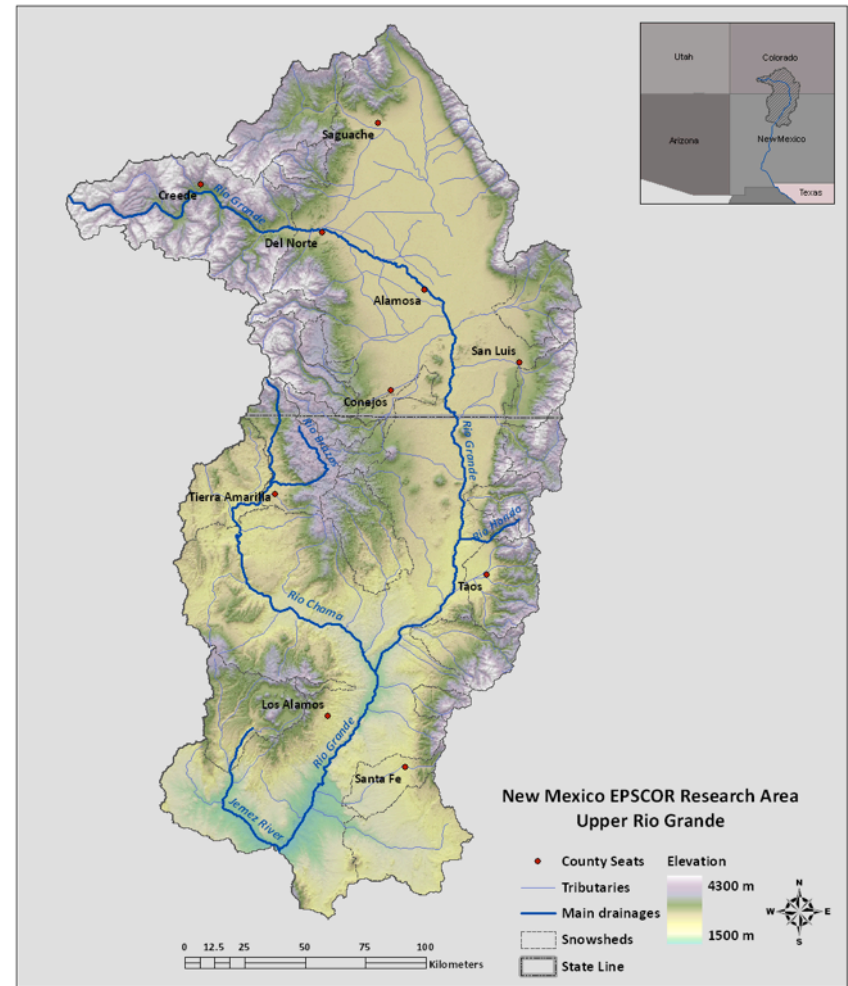 Utah
Colorado
Arizona
New Mexico
Texas
Saguache
Creede
Rio Grande
Del Norte
Alamosa
San Luis
Conejos
Rio Brazos
Rio Grande
Tierra Amarilla
Rio Hondo
Taos
Rio Chama
Los Alamos
Rio Grande
Santa Fe
Jemez River
New Mexico EPSCOR Research Area
Upper Rio Grande
County Seats
Elevation
Tributaries
4300 m
Main drainages
1500 m
Snowsheds
State Line
N
W E
S
0 12.5 25 50 75 100
Kilometers